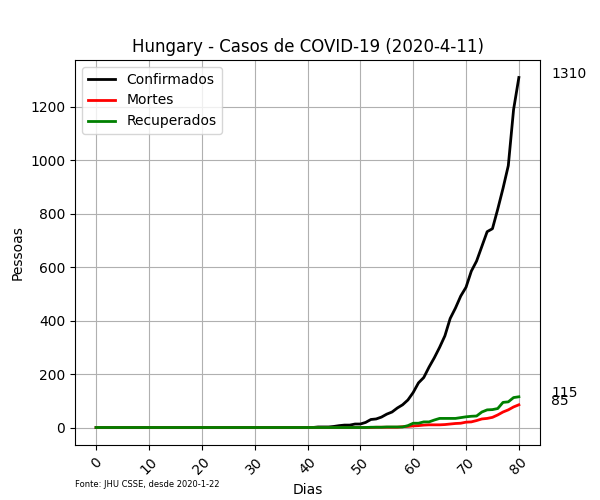 Hungary - Casos de COVID-19 (2020-4-11)
Confirmados
Mortes
Recuperados
1310
1200
1000
800
600
400
200
0
115
85
Pessoas
0 10 20 30 40 50 60 70 80
Dias
Fonte: JHU CSSE, desde 2020-1-22